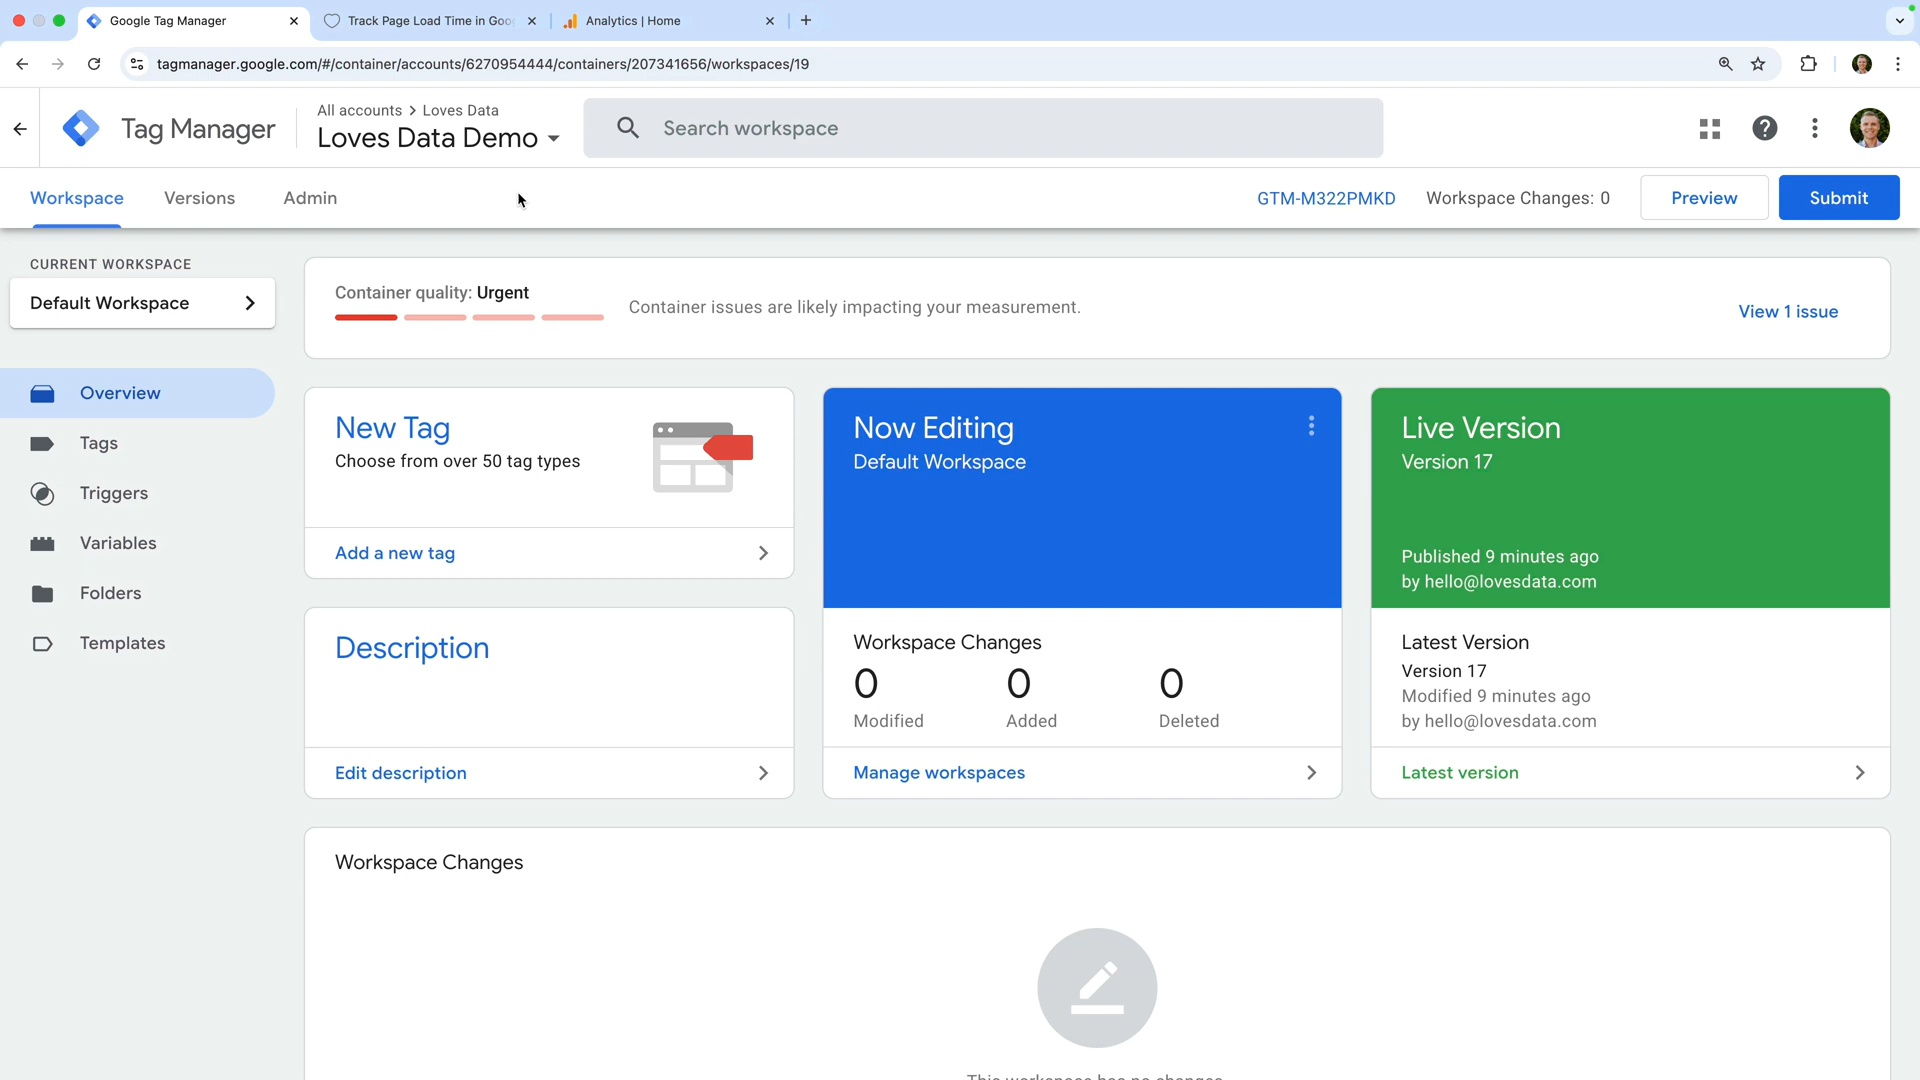 Google Tag Manager
Track Page Load Time in Goo
Analytics | Home
tagmanager.google.com/#/container/accounts/6270954444/containers/207341656/workspaces/19
Tag Manager
All accounts > Loves Data
Loves Data Demo
Search workspace
Workspace
Versions
Admin
GTM-M322PMKD
Workspace Changes: 0
Preview
Submit
CURRENT WORKSPACE
Default Workspace
Overview
Tags
Triggers
Variables
Folders
Templates
Container quality: Urgent
Container issues are likely impacting your measurement.
View 1 issue
New Tag
Choose from over 50 tag types
Add a new tag
Description
Edit description
Now Editing
Default Workspace
Workspace Changes
0 0 0
Modified Added Deleted
Manage workspaces
Live Version
Version 17
Published 9 minutes ago
by hello@lovesdata.com
Latest Version
Version 17
Modified 9 minutes ago
by hello@lovesdata.com
Latest version
Workspace Changes
This workspace has no changes